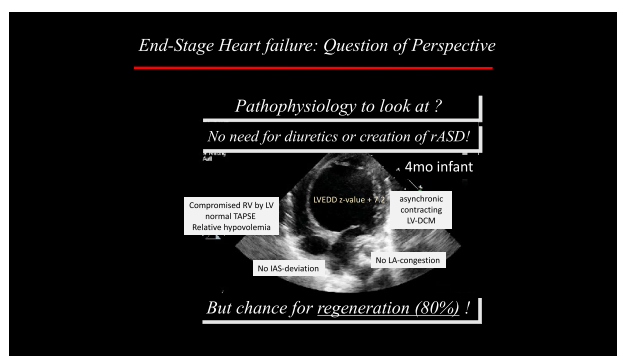 End-Stage Heart failure: Question of Perspective
Pathophysiology to look at ?
No need for diuretics or creation of rASD!
4mo infant
LVEDD z-value + 7.2
asynchronic
contracting
LV-DCM
Compromised RV by LV
normal TAPSE
Relative hypovolemia
No IAS-deviation
No LA-congestion
But chance for regeneration (80%) !